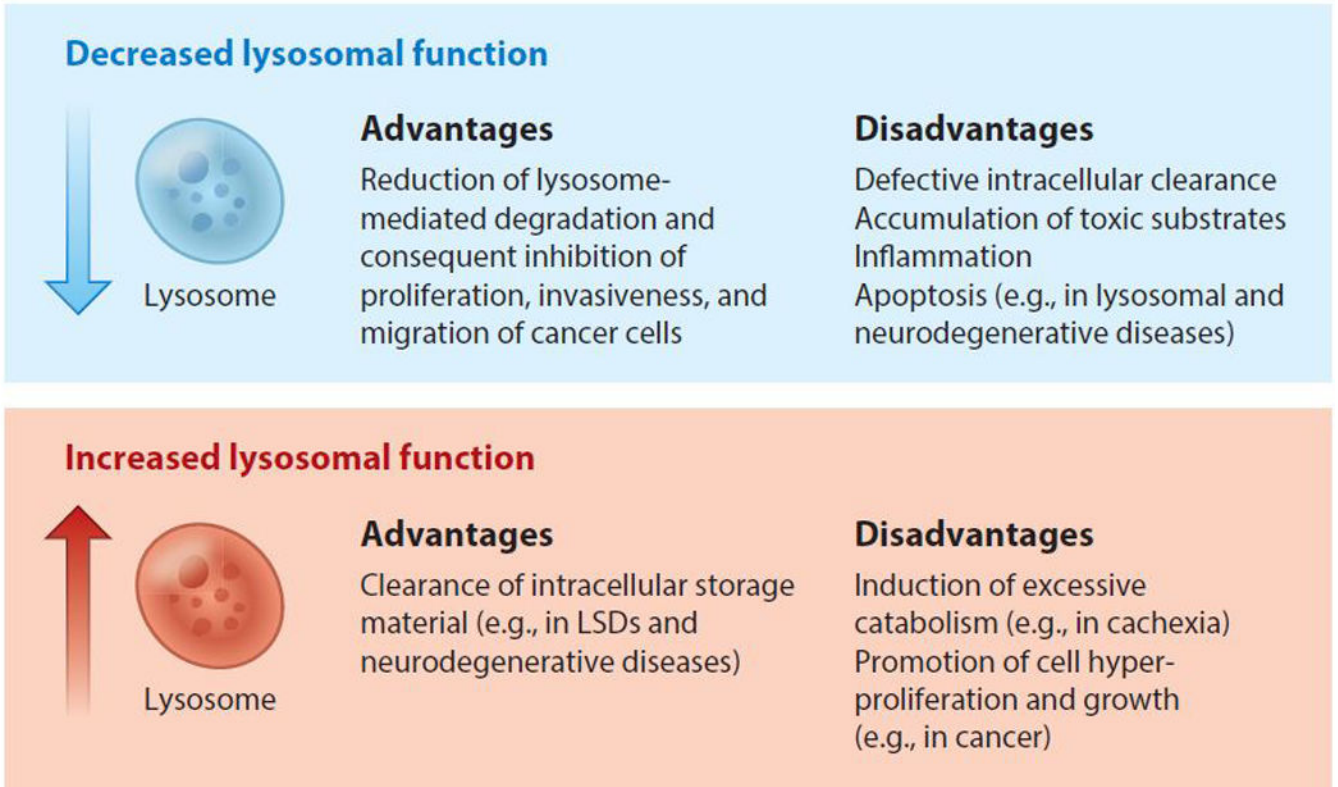 Decreased lysosomal function
Advantages
Reduction of lysosome-
mediated degradation and
consequent inhibition of
proliferation, invasiveness, and
migration of cancer cells
Disadvantages
Defective intracellular clearance
Accumulation of toxic substrates
Inflammation
Apoptosis (e.g., in lysosomal and
neurodegenerative diseases)
Lysosome
Increased lysosomal function
Advantages
Clearance of intracellular storage
material (e.g., in LSDs and
neurodegenerative diseases)
Disadvantages
Induction of excessive
catabolism (e.g., in cachexia)
Promotion of cell hyper-
proliferation and growth
(e.g., in cancer)
Lysosome